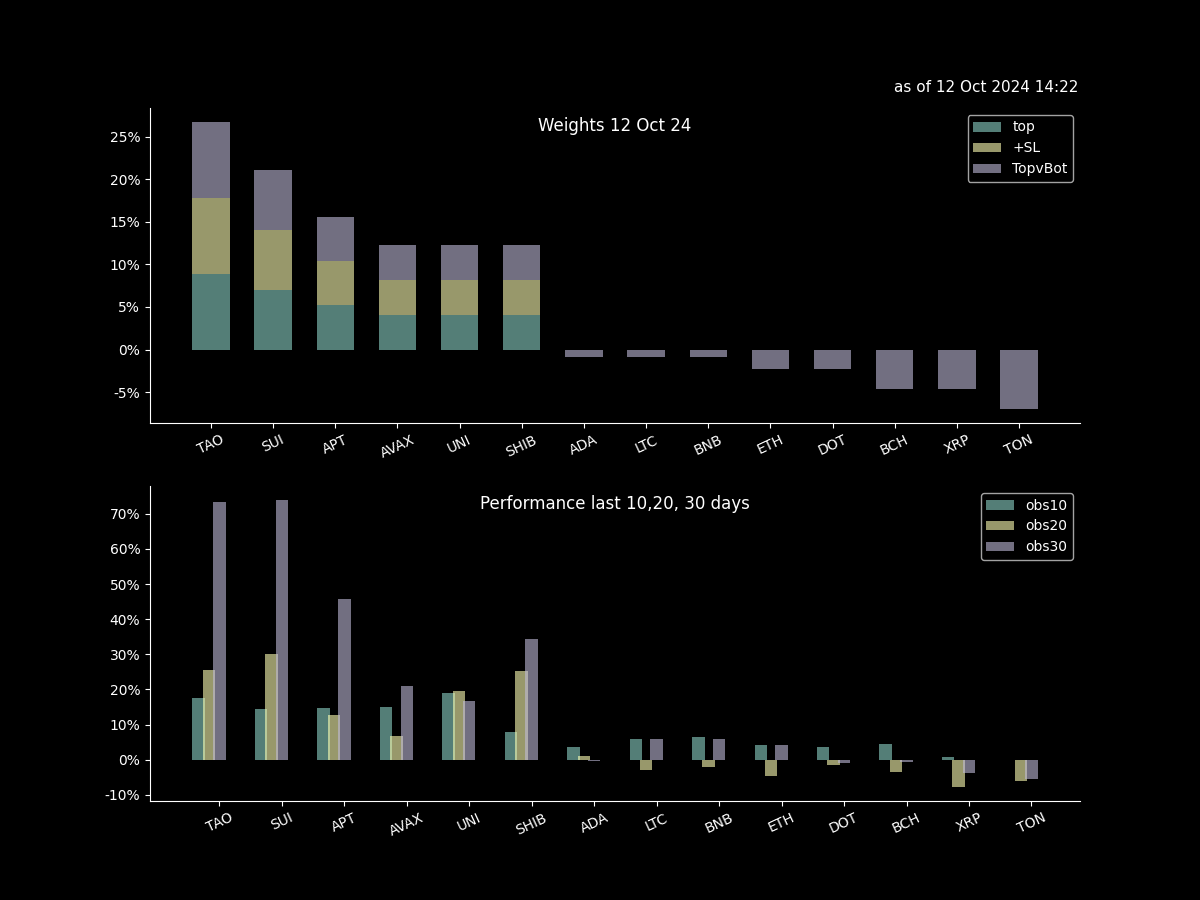 as of 12 Oct 2024 14:22
Weights 12 Oct 24
top
+SL
TopvBot
25%
20%
15%
10%
5%
0%
-5%
TAO SUI APT AVAX UNI SHIB ADA LTC BNB ETH DOT BCH XRP TON
Performance last 10,20, 30 days
obs10
obs20
obs30
70%
60%
50%
40%
30%
20%
10%
0%
-10%
TAO SUI APT AVAX UNI SHIB ADA LTC BNB ETH DOT BCH XRP TON